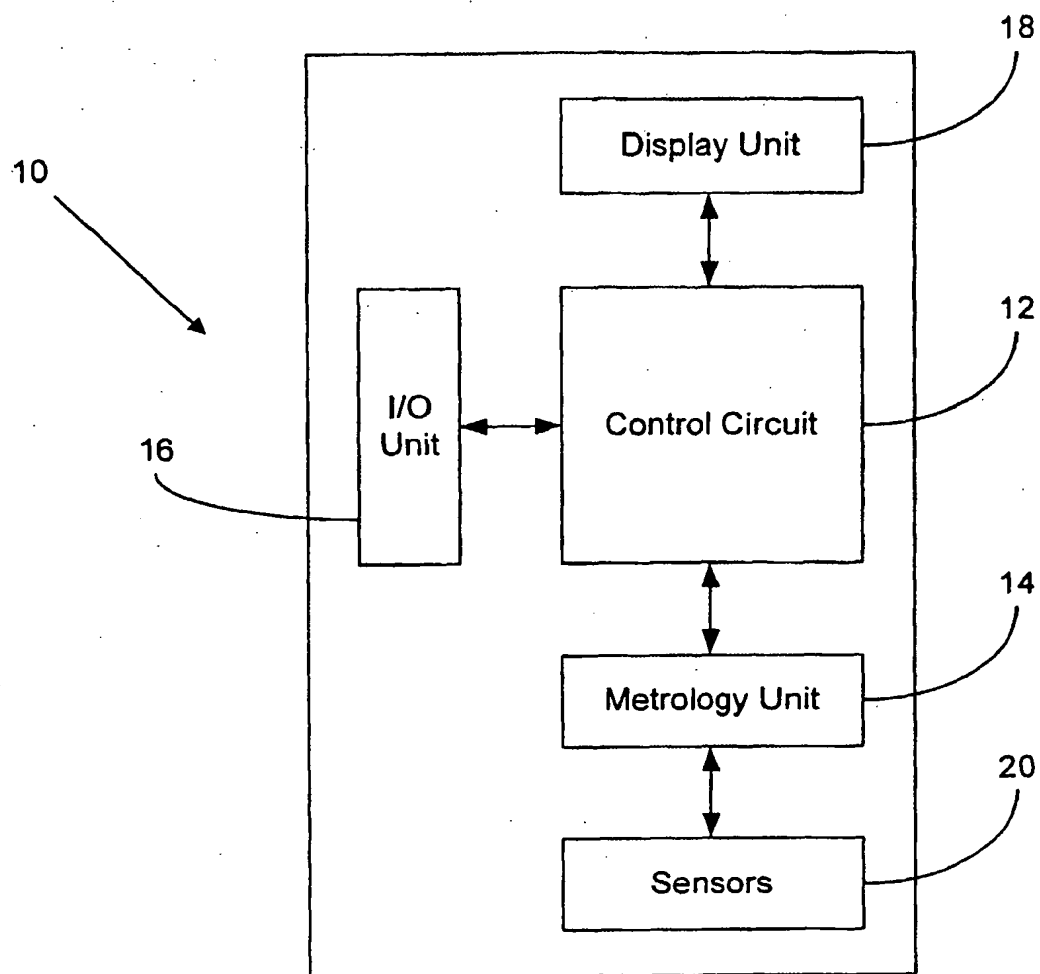 18
Display Unit
10
12
I/O
Unit
Control Circuit
16
14
Metrology Unit
20
Sensors